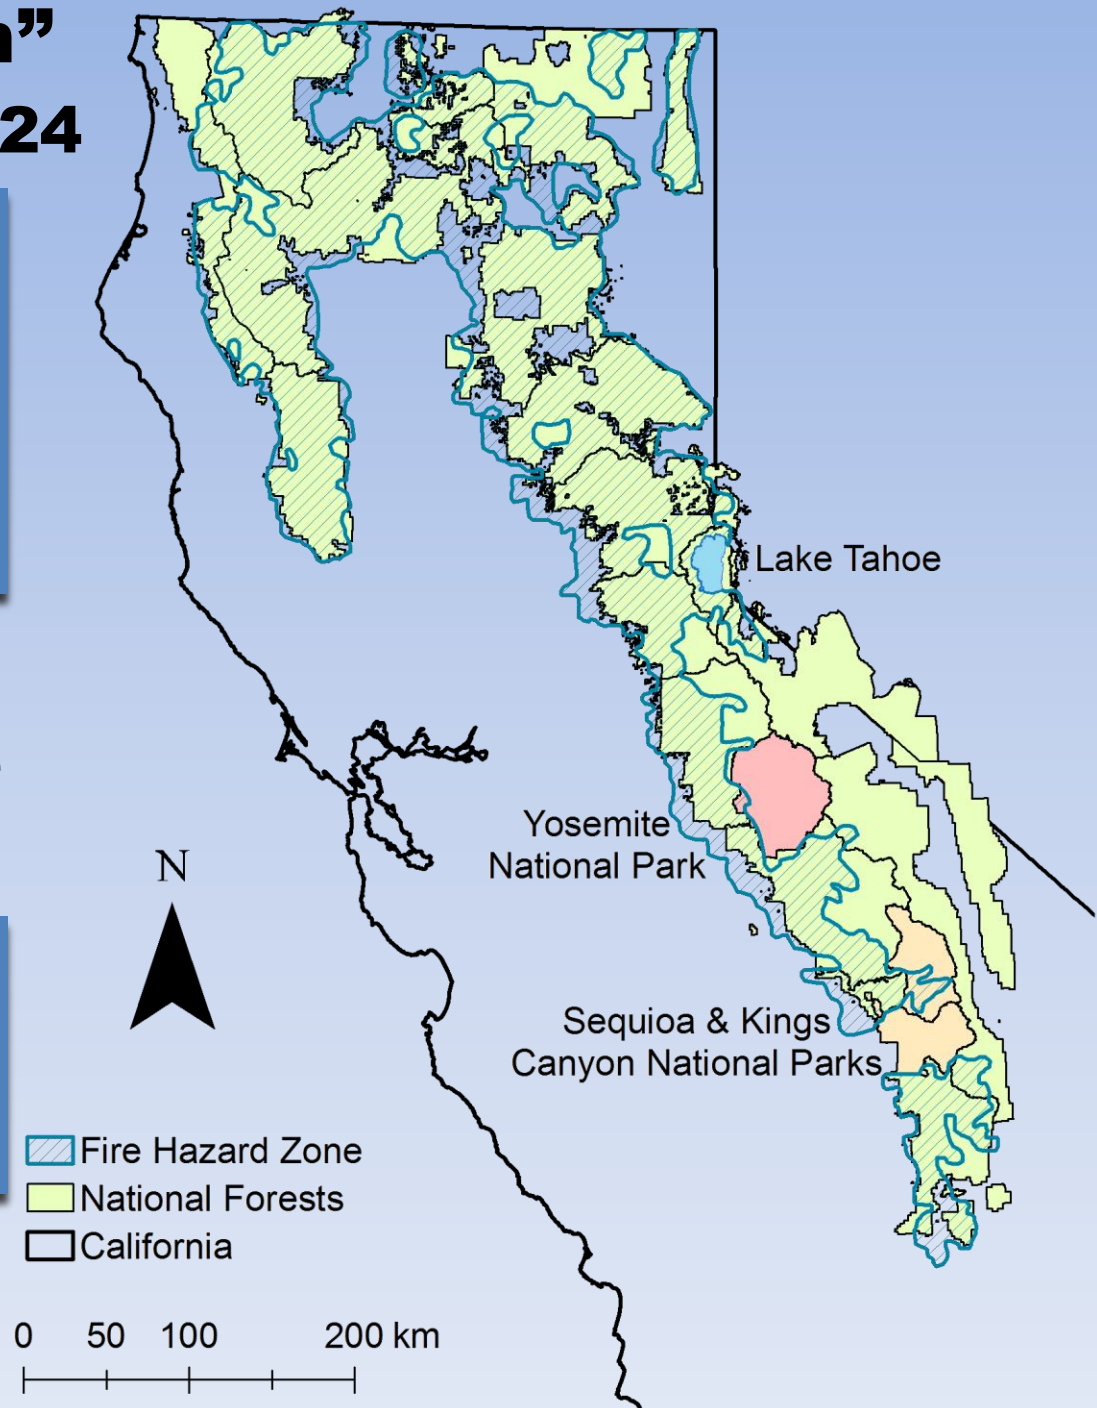 24
Lake Tahoe
Yosemite
National Park
N
Sequioa & Kings
Canyon National Parks
Fire Hazard Zone
National Forests
California
0 50 100 200 km